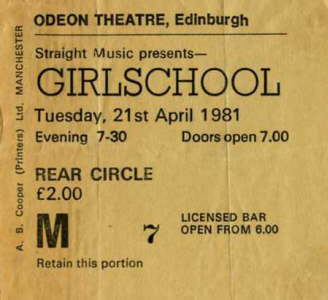 ODEON THEATRE, Edinburgh
Straight Music presents—
GIRLSCHOOL
Tuesday, 21st April 1981
Evening 7-30 Doors open 7.00
REAR CIRCLE
£2.00
M 7 LICENSED BAR
OPEN FROM 6.00
Retain this portion
A. B. Cooper (Printers) Ltd. MANCHESTER